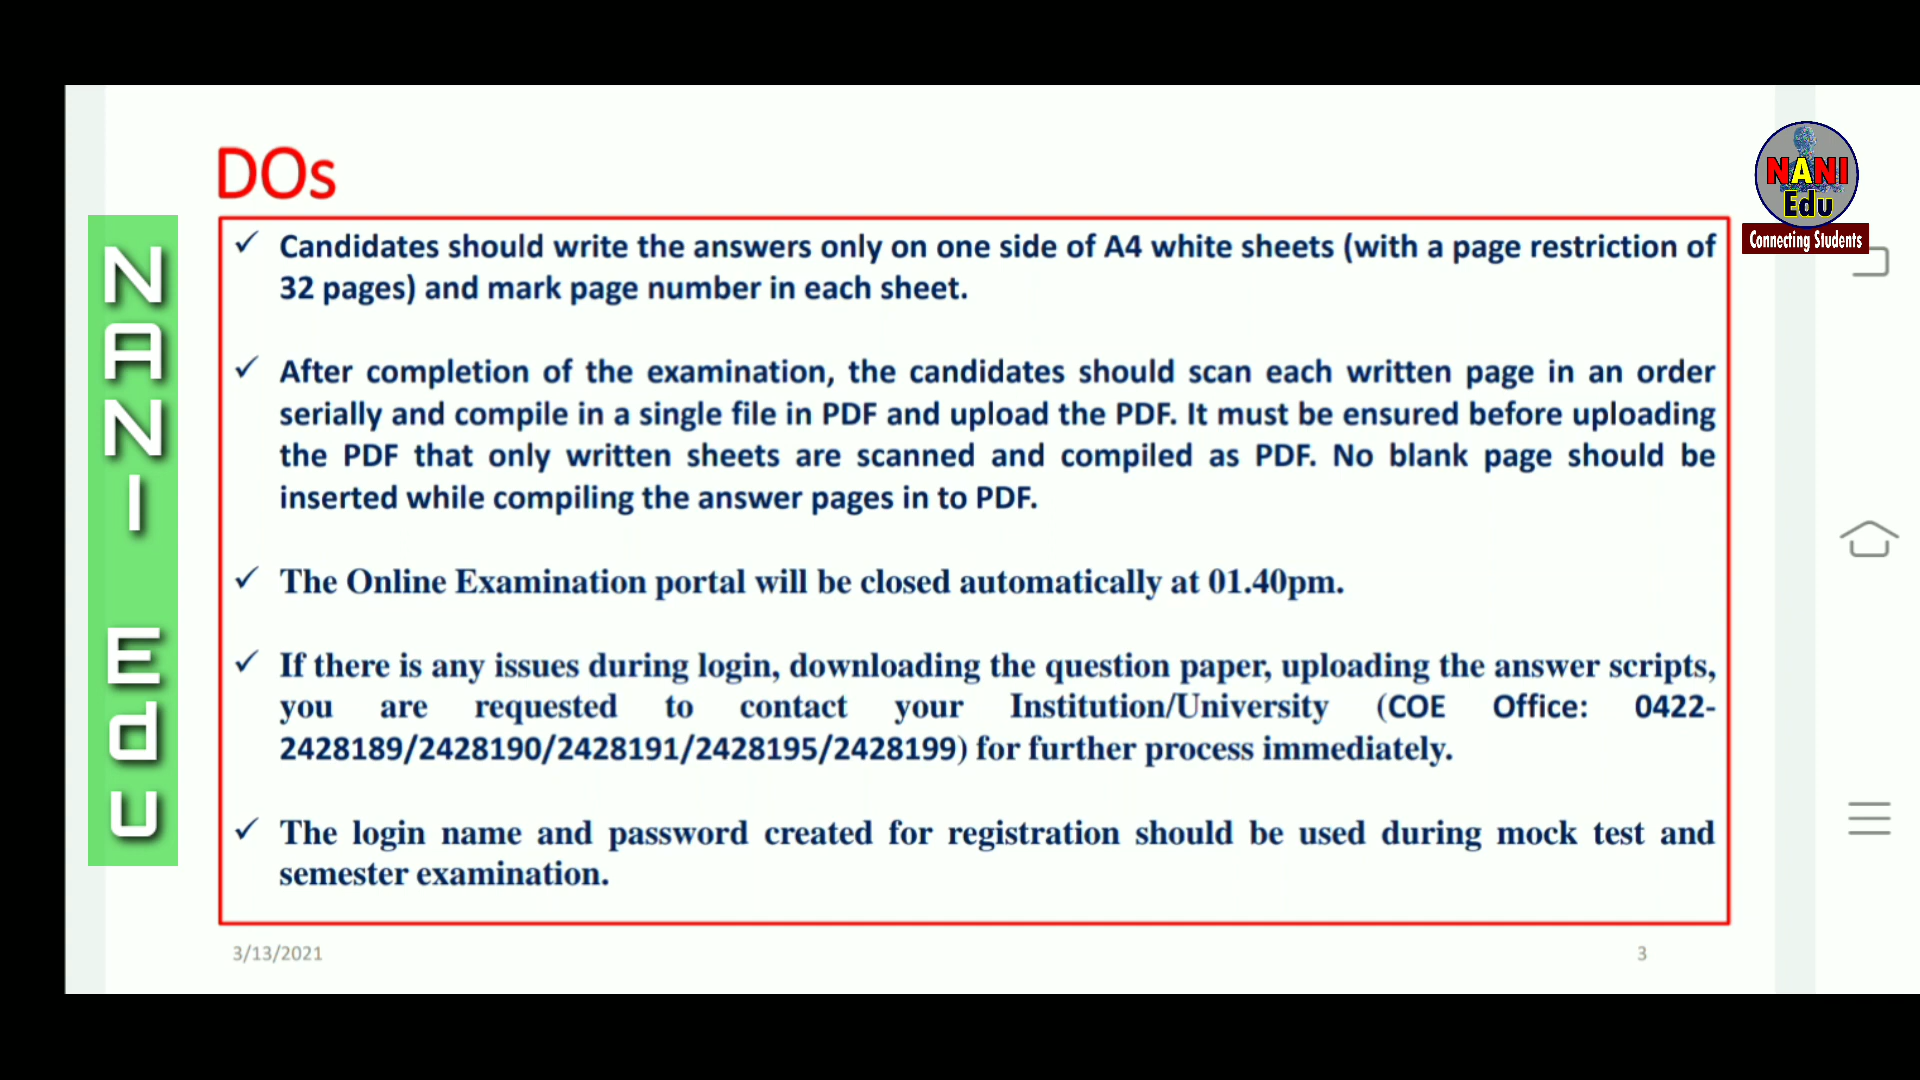 DOs
NANI
Edu
Connecting Students
NANI Edu
✓ Candidates should write the answers only on one side of A4 white sheets (with a page restriction of
32 pages) and mark page number in each sheet.
✓ After completion of the examination, the candidates should scan each written page in an order
serially and compile in a single file in PDF and upload the PDF. It must be ensured before uploading
the PDF that only written sheets are scanned and compiled as PDF. No blank page should be
inserted while compiling the answer pages in to PDF.
✓ The Online Examination portal will be closed automatically at 01.40pm.
✓ If there is any issues during login, downloading the question paper, uploading the answer scripts,
you are requested to contact your Institution/University (COE Office: 0422-
2428189/2428190/2428191/2428195/2428199) for further process immediately.
✓ The login name and password created for registration should be used during mock test and
semester examination.
3/13/2021
3